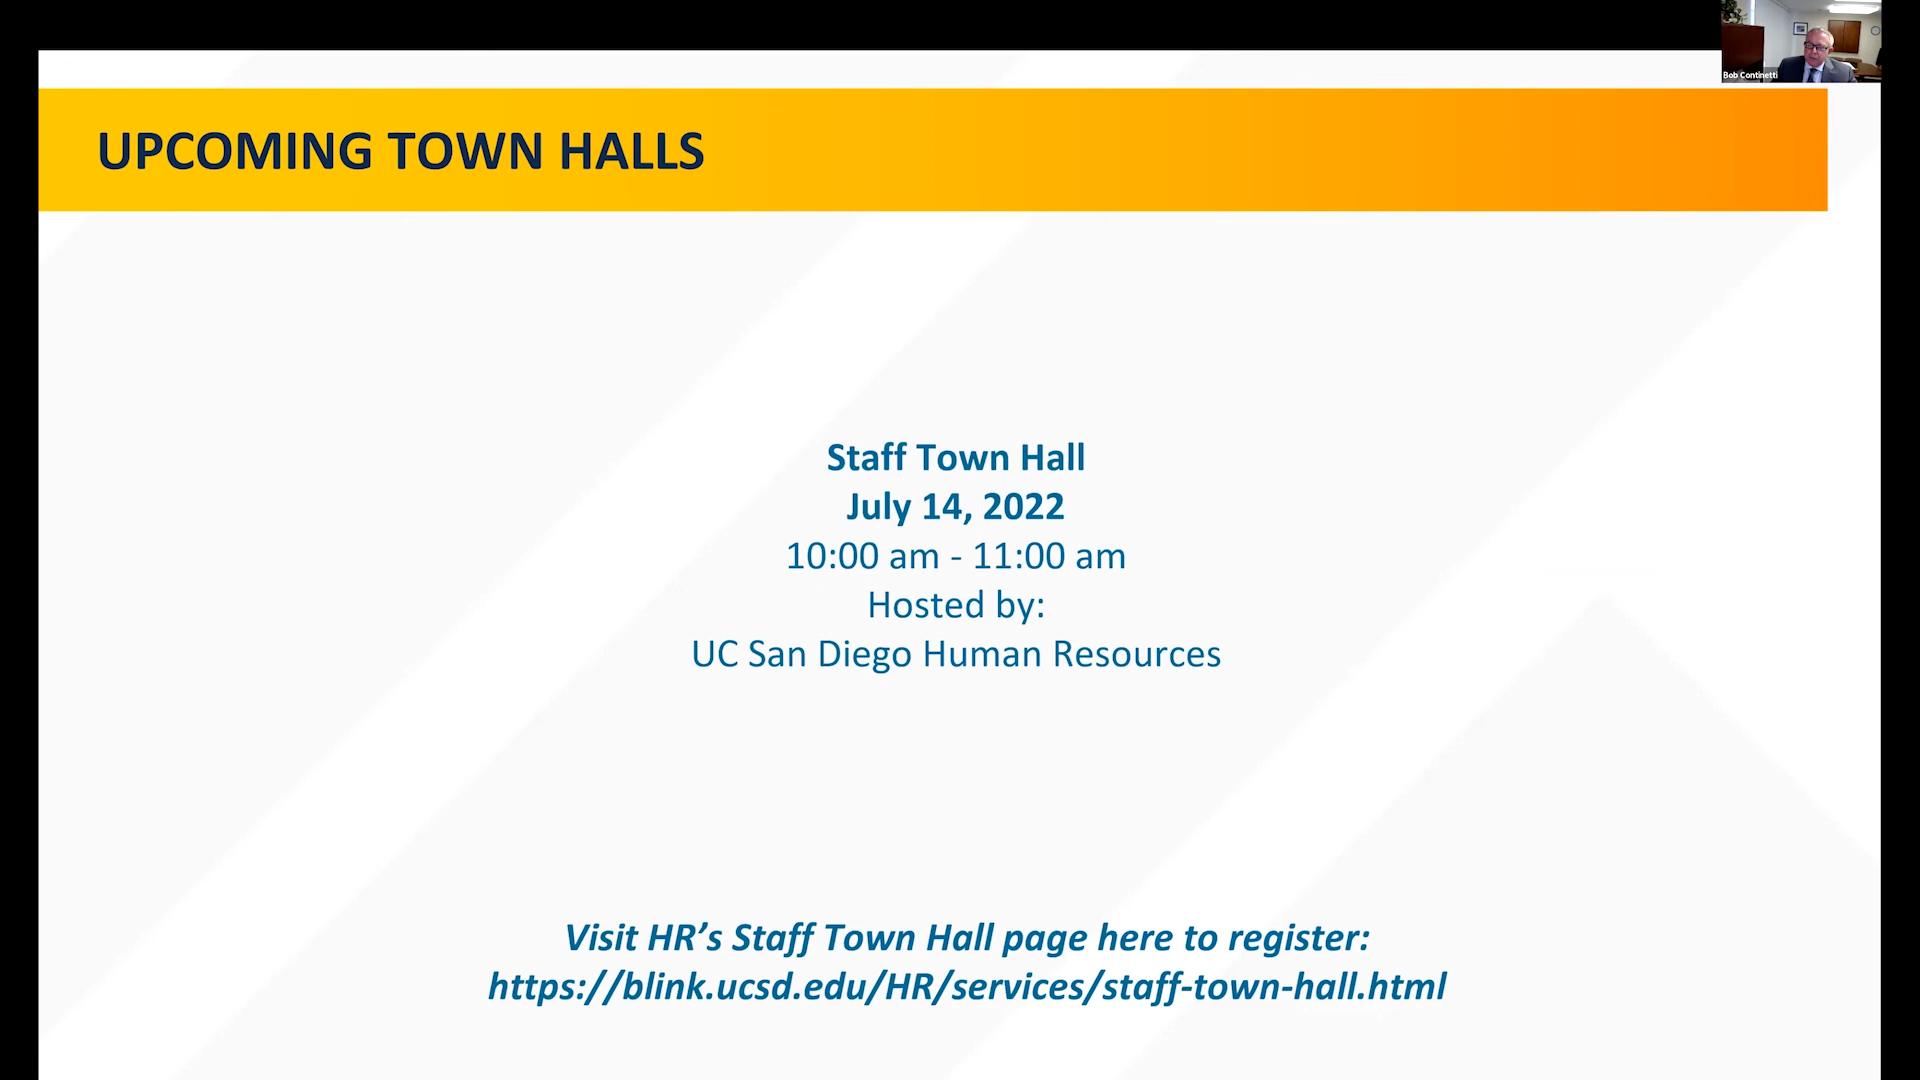 Bob Continetti
UPCOMING TOWN HALLS
Staff Town Hall
July 14, 2022
10:00 am - 11:00 am
Hosted by:
UC San Diego Human Resources
Visit HR’s Staff Town Hall page here to register:
https://blink.ucsd.edu/HR/services/staff-town-hall.html